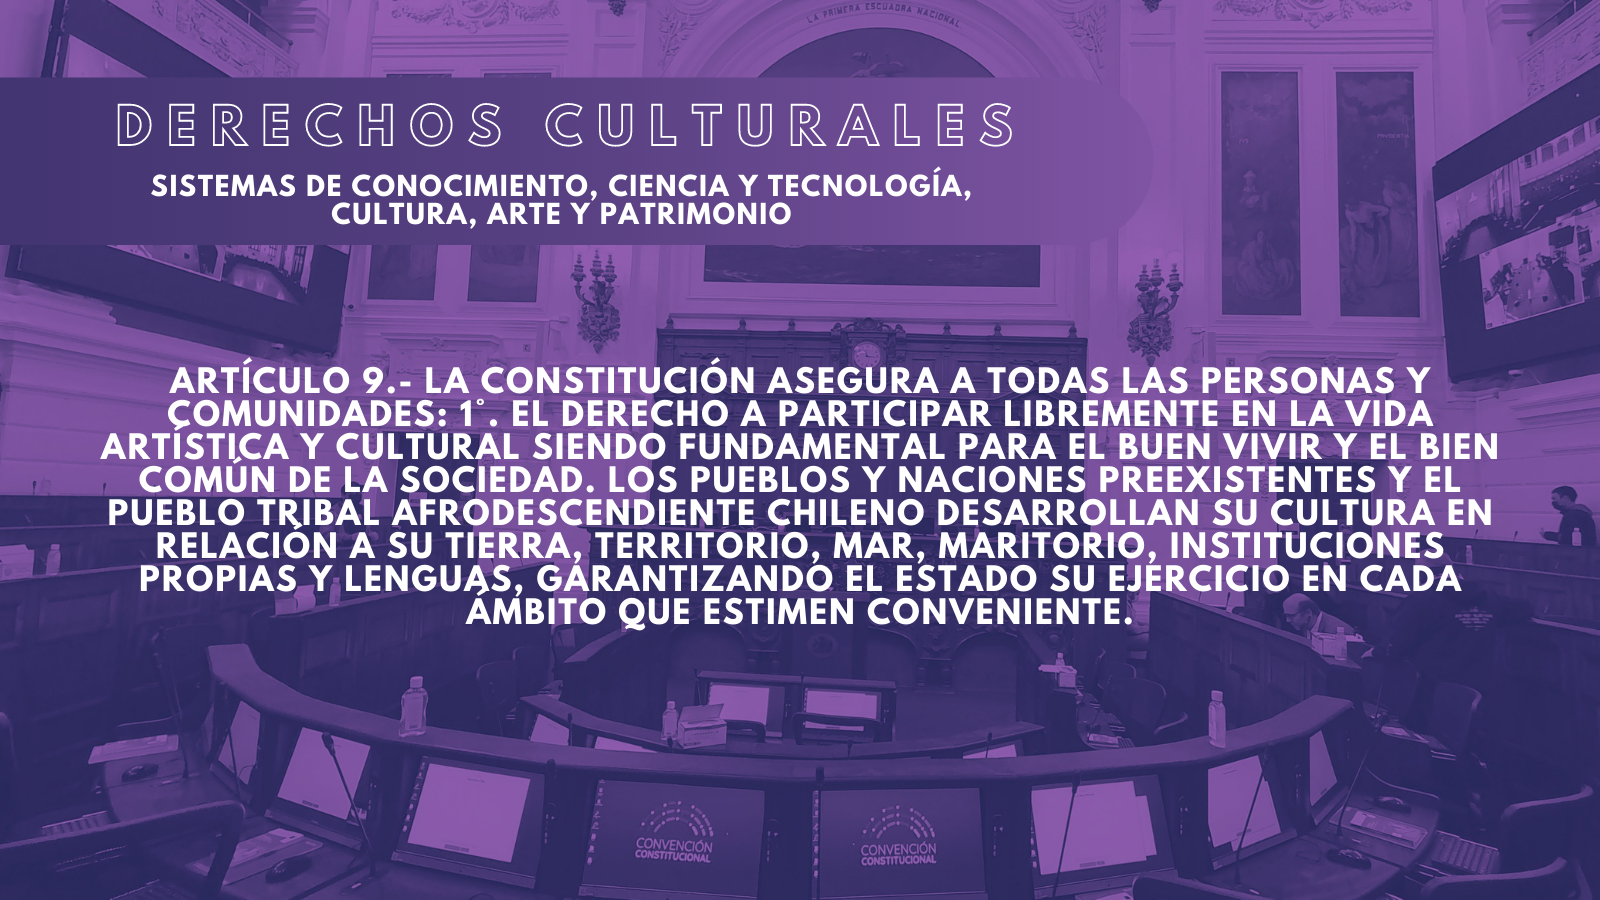 LA PRIMERA ESCUADRA NACIONAL
DERECHOS CULTURALES
SISTEMAS DE CONOCIMIENTO, CIENCIA Y TECNOLOGÍA,
CULTURA, ARTE Y PATRIMONIO
ARTÍCULO 9.- LA CONSTITUCIÓN ASEGURA A TODAS LAS PERSONAS Y
COMUNIDADES: 1°. EL DERECHO A PARTICIPAR LIBREMENTE EN LA VIDA
ARTÍSTICA Y CULTURAL SIENDO FUNDAMENTAL PARA EL BUEN VIVIR Y EL BIEN
COMÚN DE LA SOCIEDAD. LOS PUEBLOS Y NACIONES PREEXISTENTES Y EL
PUEBLO TRIBAL AFRODESCENDIENTE CHILENO DESARROLLAN SU CULTURA EN
RELACIÓN A SU TIERRA, TERRITORIO, MAR, MARITORIO, INSTITUCIONES
PROPIAS Y LENGUAS, GARANTIZANDO EL ESTADO SU EJERCICIO EN CADA
ÁMBITO QUE ESTIMEN CONVENIENTE.
CONVENCIÓN
CONSTITUCIONAL
CONVENCIÓN
CONSTITUCIONAL